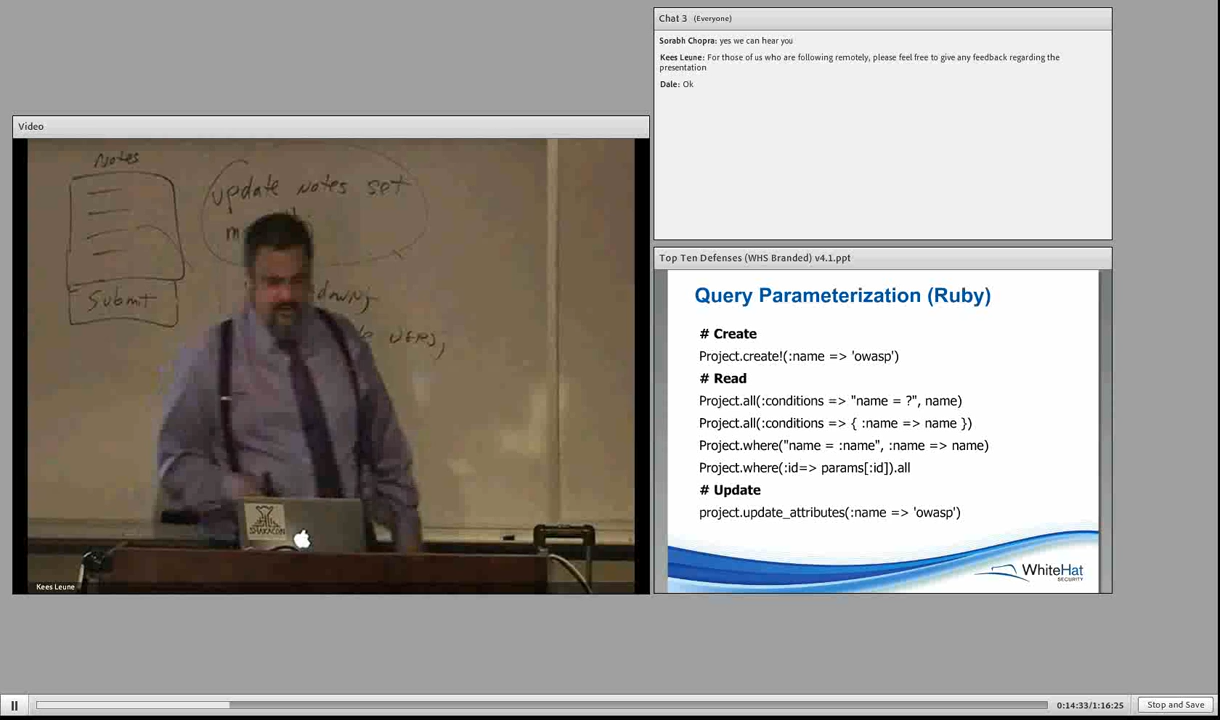 Chat 3 (Everyone)
Sorabh Chopra: yes we can hear you
Kees Leune: For those of us who are following remotely, please feel free to give any feedback regarding the
presentation
Dale: Ok
Video
Notes
Submit
update notes set
m
down,
users,
SHAKACON
Kees Leune
Top Ten Defenses (WHS Branded) v4.1.ppt
Query Parameterization (Ruby)
# Create
Project.create!(:name => 'owasp')
# Read
Project.all(:conditions => "name = ?", name)
Project.all(:conditions => { :name => name })
Project.where("name = :name", :name => name)
Project.where(:id=> params[:id]).all
# Update
project.update_attributes(:name => 'owasp')
WhiteHat
SECURITY
0:14:33/1:16:25
Stop and Save